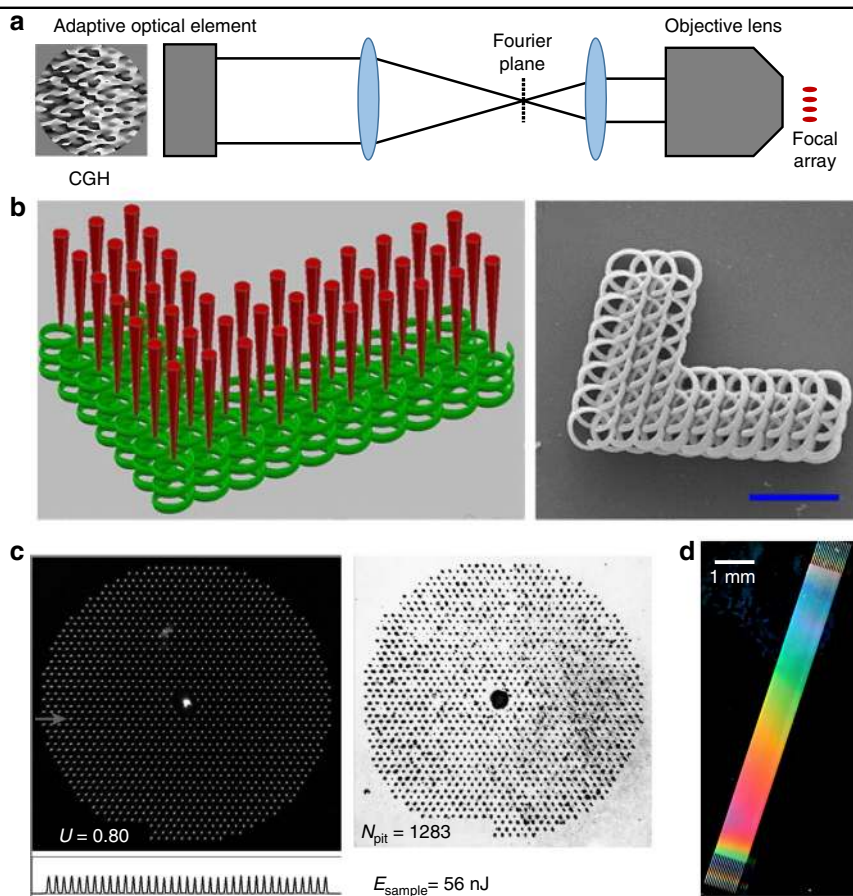 a
Adaptive optical element
Fourier
plane
Objective lens
Focal
array
CGH
b
c
U = 0.80
N_pit = 1283
E_sample= 56 nJ
d
1 mm